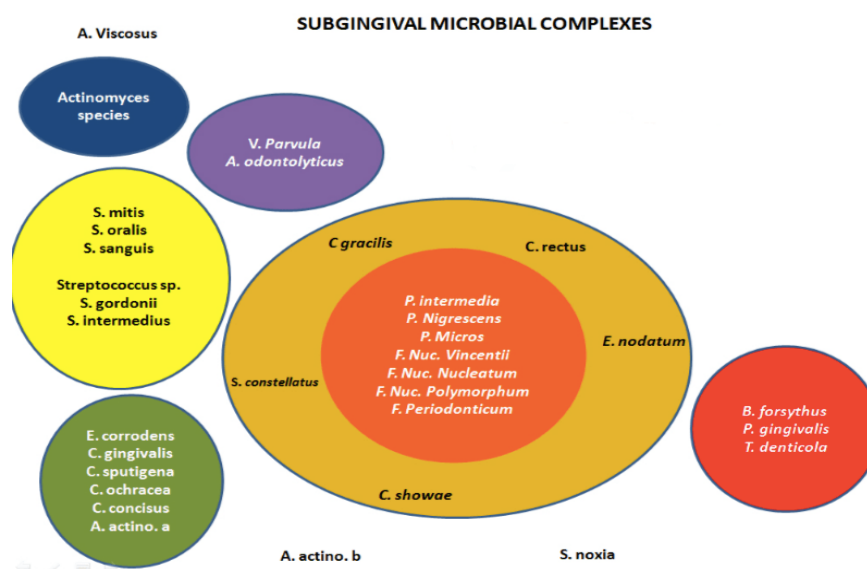 SUBGINGIVAL MICROBIAL COMPLEXES
A. Viscosus
Actinomyces
species
V. Parvula
A. odontolyticus
S. mitis
S. oralis
S. sanguis
Streptococcus sp.
S. gordonii
S. intermedius
C gracilis
C. rectus
P. intermedia
P. Nigrescens
P. Micros
F. Nuc. Vincentii
F. Nuc. Nucleatum
F. Nuc. Polymorphum
F. Periodonticum
E. nodatum
S. constellatus
C. showae
B. forsythus
P. gingivalis
T. denticola
E. corrodens
C. gingivalis
C. sputigena
C. ochracea
C. concisus
A. actino. a
A. actino. b
S. noxia